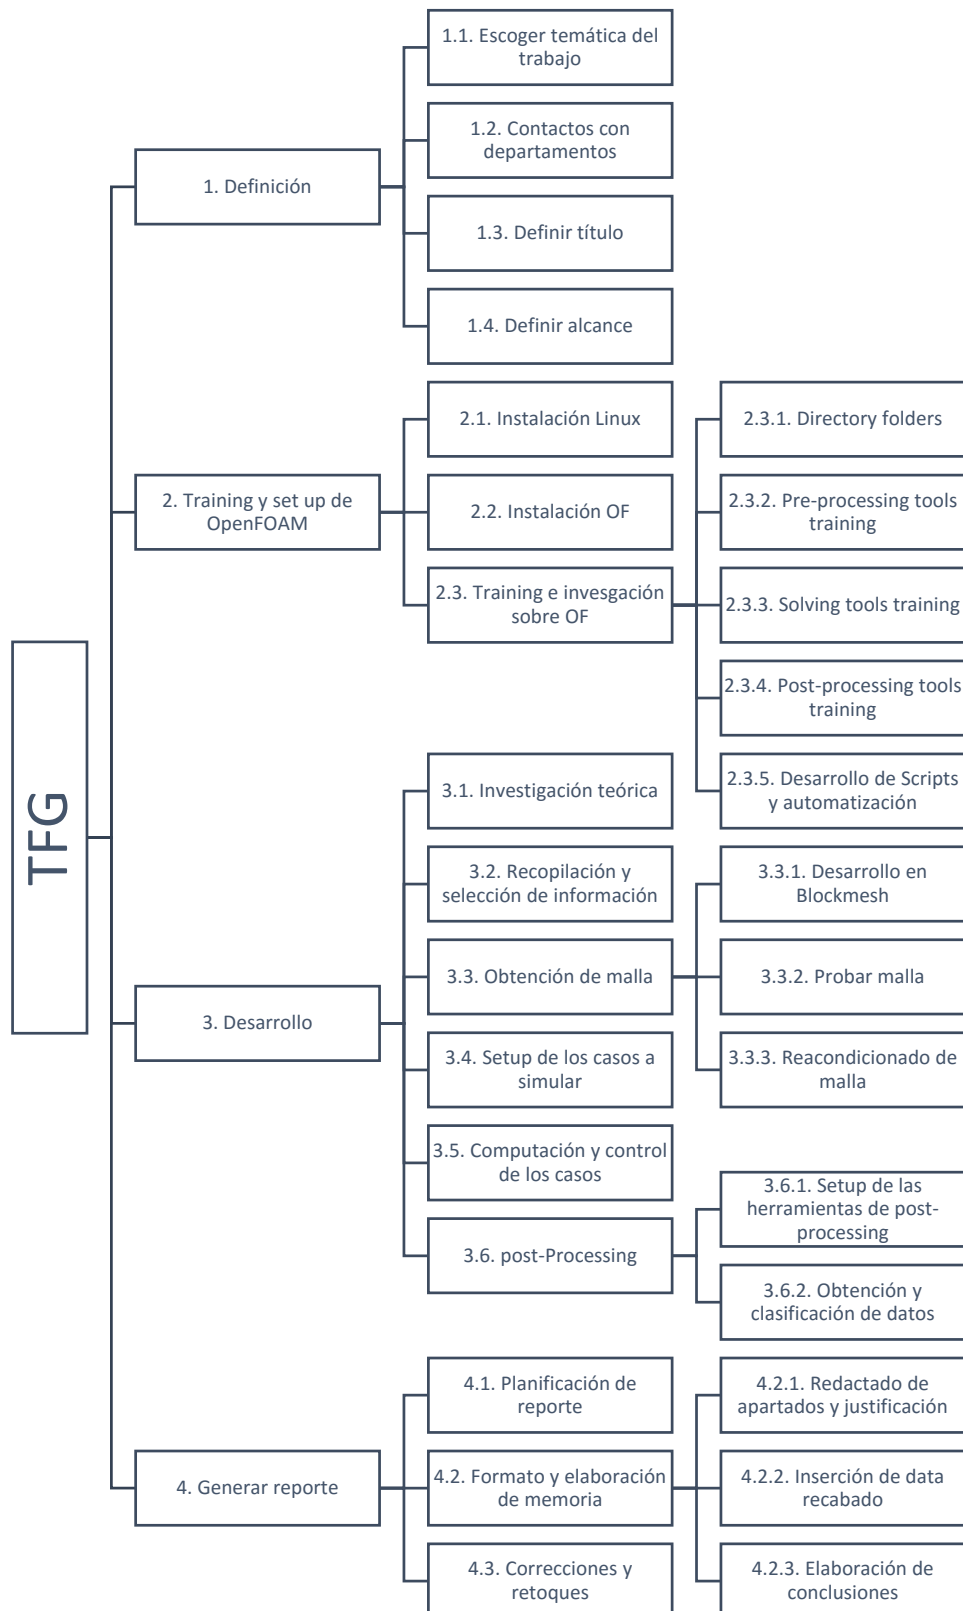 TFG
1. Definición
1.1. Escoger temática del
trabajo
1.2. Contactos con
departamentos
1.3. Definir título
1.4. Definir alcance
2. Training y set up de
OpenFOAM
2.1. Instalación Linux
2.2. Instalación OF
2.3. Training e invesgación
sobre OF
2.3.1. Directory folders
2.3.2. Pre-processing tools
training
2.3.3. Solving tools training
2.3.4. Post-processing tools
training
2.3.5. Desarrollo de Scripts
y automatización
3. Desarrollo
3.1. Investigación teórica
3.2. Recopilación y
selección de información
3.3. Obtención de malla
3.3.1. Desarrollo en
Blockmesh
3.3.2. Probar malla
3.3.3. Reacondicionado de
malla
3.4. Setup de los casos a
simular
3.5. Computación y control
de los casos
3.6. post-Processing
3.6.1. Setup de las
herramientas de post-
processing
3.6.2. Obtención y
clasificación de datos
4. Generar reporte
4.1. Planificación de
reporte
4.2. Formato y elaboración
de memoria
4.2.1. Redactado de
apartados y justificación
4.2.2. Inserción de data
recabado
4.2.3. Elaboración de
conclusiones
4.3. Correcciones y
retoques